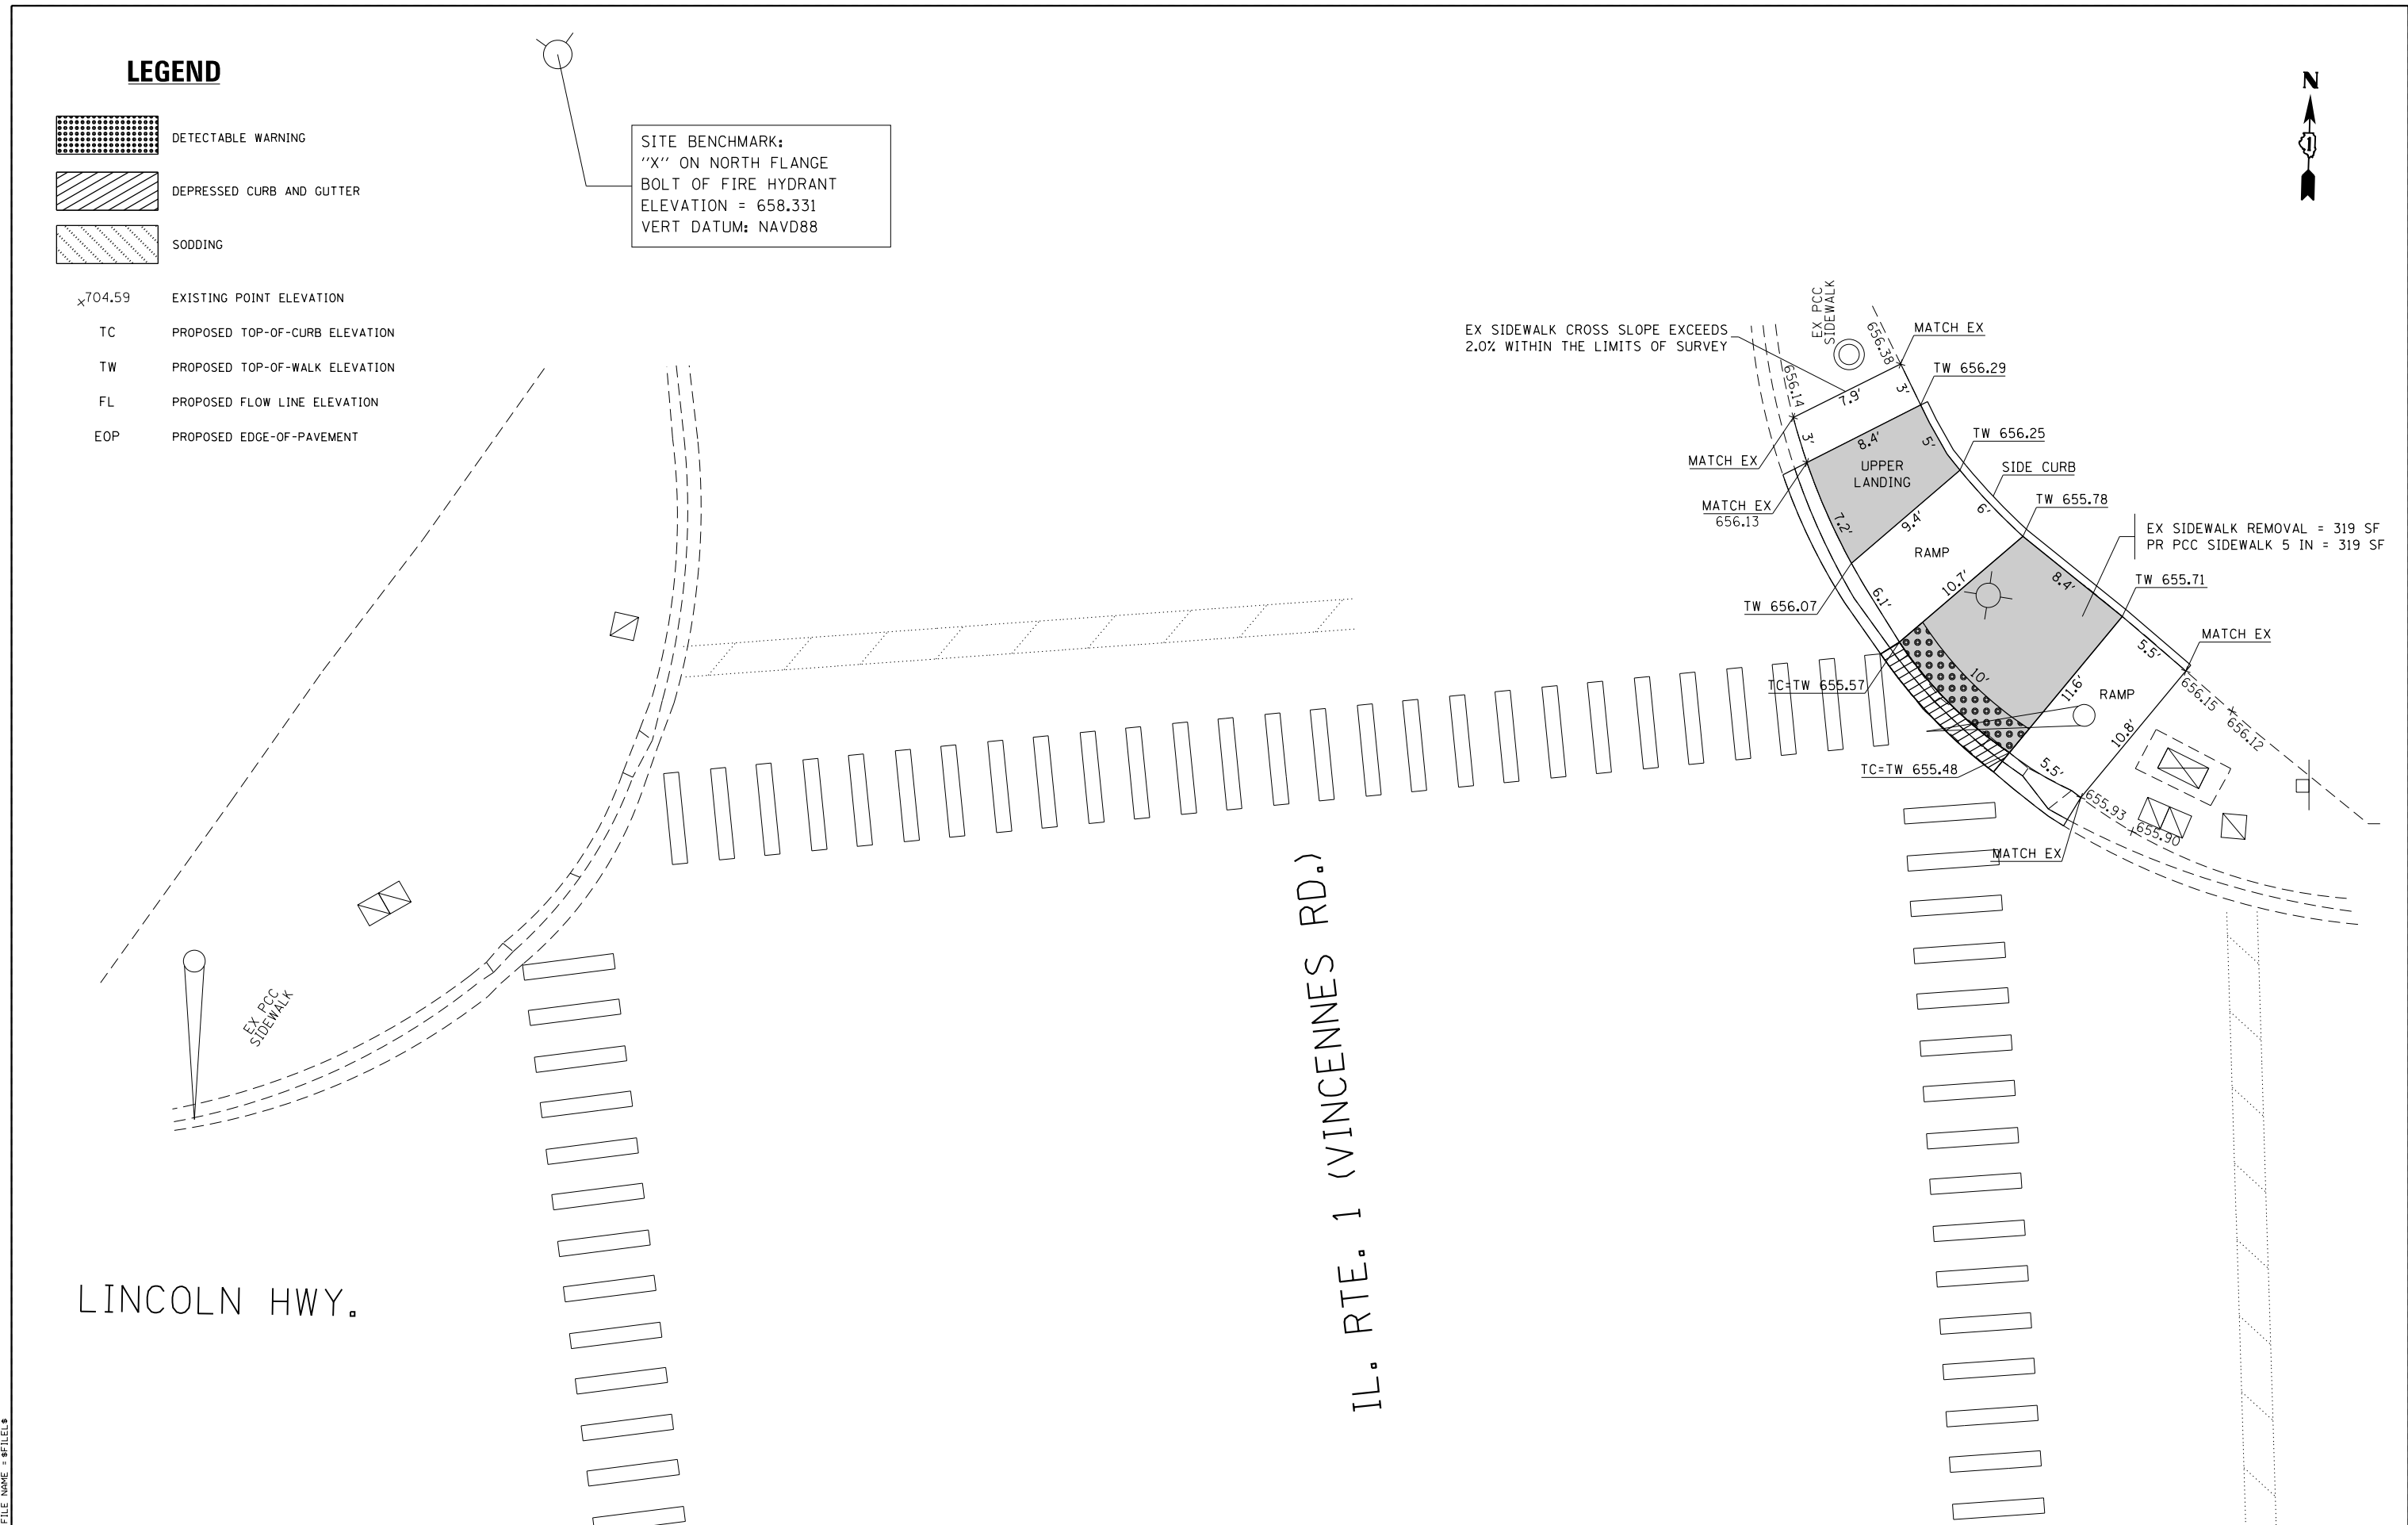 LEGEND
DETECTABLE WARNING
DEPRESSED CURB AND GUTTER
SODDING
x704.59 EXISTING POINT ELEVATION
TC PROPOSED TOP-OF-CURB ELEVATION
TW PROPOSED TOP-OF-WALK ELEVATION
FL PROPOSED FLOW LINE ELEVATION
EOP PROPOSED EDGE-OF-PAVEMENT
SITE BENCHMARK:
"X" ON NORTH FLANGE
BOLT OF FIRE HYDRANT
ELEVATION = 658.331
VERT DATUM: NAVD88
N
1
EX SIDEWALK CROSS SLOPE EXCEEDS
2.0% WITHIN THE LIMITS OF SURVEY
EX PCC
SIDEWALK
656.38
MATCH EX
656.14
7.9'
3'
TW 656.29
3'
8.4'
5'
TW 656.25
MATCH EX
UPPER
LANDING
SIDE CURB
MATCH EX
656.13
7.2'
9.4'
6'
TW 655.78
RAMP
EX SIDEWALK REMOVAL = 319 SF
PR PCC SIDEWALK 5 IN = 319 SF
10.7'
8.4'
TW 655.71
TW 656.07
6.1'
MATCH EX
5.5'
10'
TC=TW 655.57
11.6'
RAMP
656.15
656.12
10.8'
TC=TW 655.48
5.5'
655.93
655.90
MATCH EX
EX PCC
SIDEWALK
LINCOLN HWY.
IL. RTE. 1 (VINCENNES RD.)
FILE NAME = $FILEL$